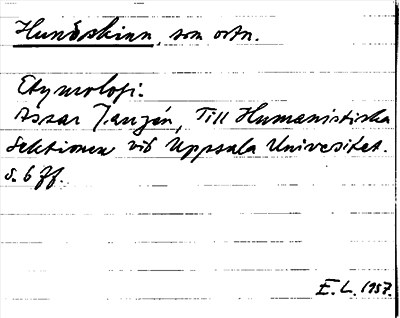 Hundskinn, som ortn.
Etymologi.
Assar Janzén, Till Humanistiska
Sektionen vid Uppsala Universitet.
s. 6 ff.
E. L. 1957.